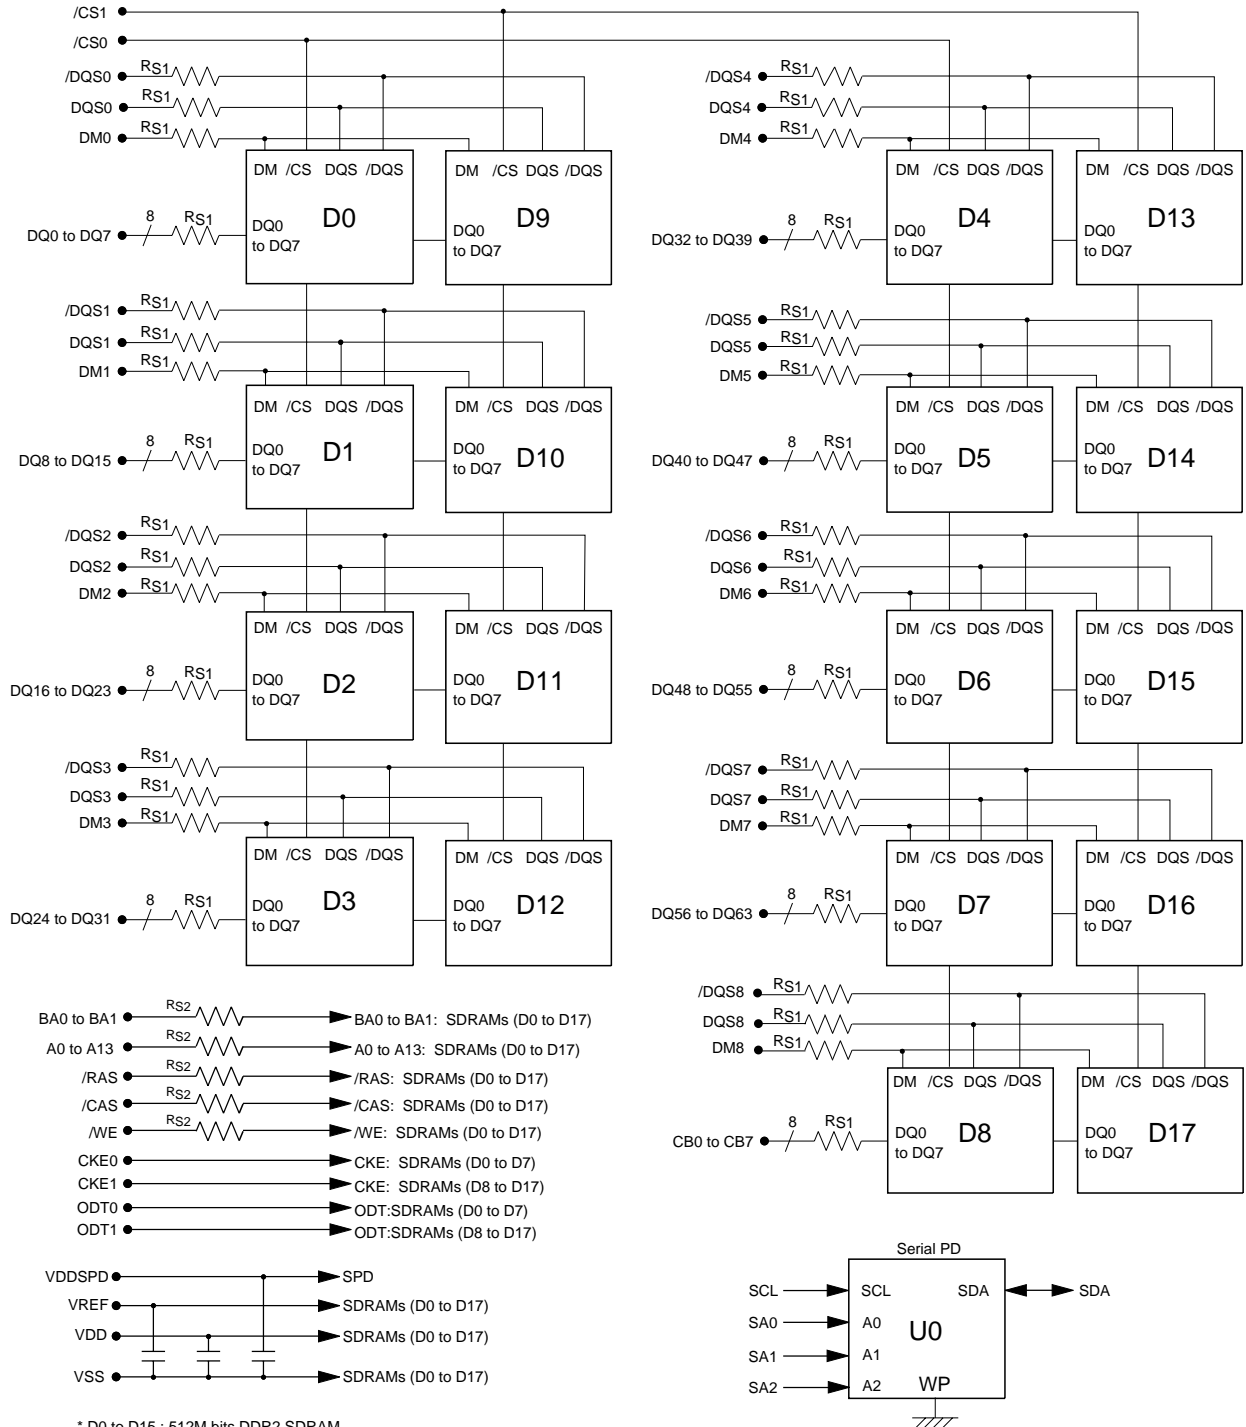 /CS1
/CS0
/DQS0 RS1
DQS0 RS1
DM0 RS1
/DQS4 RS1
DQS4 RS1
DM4 RS1
DM /CS DQS /DQS
DM /CS DQS /DQS
DM /CS DQS /DQS
DM /CS DQS /DQS
DQ0 to DQ7 8 RS1 DQ0 to DQ7 D0
DQ0 to DQ7 D9
DQ32 to DQ39 8 RS1 DQ0 to DQ7 D4
DQ0 to DQ7 D13
/DQS1 RS1
DQS1 RS1
DM1 RS1
/DQS5 RS1
DQS5 RS1
DM5 RS1
DM /CS DQS /DQS
DM /CS DQS /DQS
DM /CS DQS /DQS
DM /CS DQS /DQS
DQ8 to DQ15 8 RS1 DQ0 to DQ7 D1
DQ0 to DQ7 D10
DQ40 to DQ47 8 RS1 DQ0 to DQ7 D5
DQ0 to DQ7 D14
/DQS2 RS1
DQS2 RS1
DM2 RS1
/DQS6 RS1
DQS6 RS1
DM6 RS1
DM /CS DQS /DQS
DM /CS DQS /DQS
DM /CS DQS /DQS
DM /CS DQS /DQS
DQ16 to DQ23 8 RS1 DQ0 to DQ7 D2
DQ0 to DQ7 D11
DQ48 to DQ55 8 RS1 DQ0 to DQ7 D6
DQ0 to DQ7 D15
/DQS3 RS1
DQS3 RS1
DM3 RS1
/DQS7 RS1
DQS7 RS1
DM7 RS1
DM /CS DQS /DQS
DM /CS DQS /DQS
DM /CS DQS /DQS
DM /CS DQS /DQS
DQ24 to DQ31 8 RS1 DQ0 to DQ7 D3
DQ0 to DQ7 D12
DQ56 to DQ63 8 RS1 DQ0 to DQ7 D7
DQ0 to DQ7 D16
/DQS8 RS1
DQS8 RS1
DM8 RS1
DM /CS DQS /DQS
DM /CS DQS /DQS
CB0 to CB7 8 RS1 DQ0 to DQ7 D8
DQ0 to DQ7 D17
BA0 to BA1 RS2 BA0 to BA1: SDRAMs (D0 to D17)
A0 to A13 RS2 A0 to A13: SDRAMs (D0 to D17)
/RAS RS2 /RAS: SDRAMs (D0 to D17)
/CAS RS2 /CAS: SDRAMs (D0 to D17)
/WE RS2 /WE: SDRAMs (D0 to D17)
CKE0 CKE: SDRAMs (D0 to D7)
CKE1 CKE: SDRAMs (D8 to D17)
ODT0 ODT:SDRAMs (D0 to D7)
ODT1 ODT:SDRAMs (D8 to D17)
VDDSPD SPD
VREF SDRAMs (D0 to D17)
VDD SDRAMs (D0 to D17)
VSS SDRAMs (D0 to D17)
Serial PD
SCL SCL SDA SDA
SA0 A0 U0
SA1 A1
SA2 A2 WP
* D0 to D15 : 512M bits DDR2 SDRAM